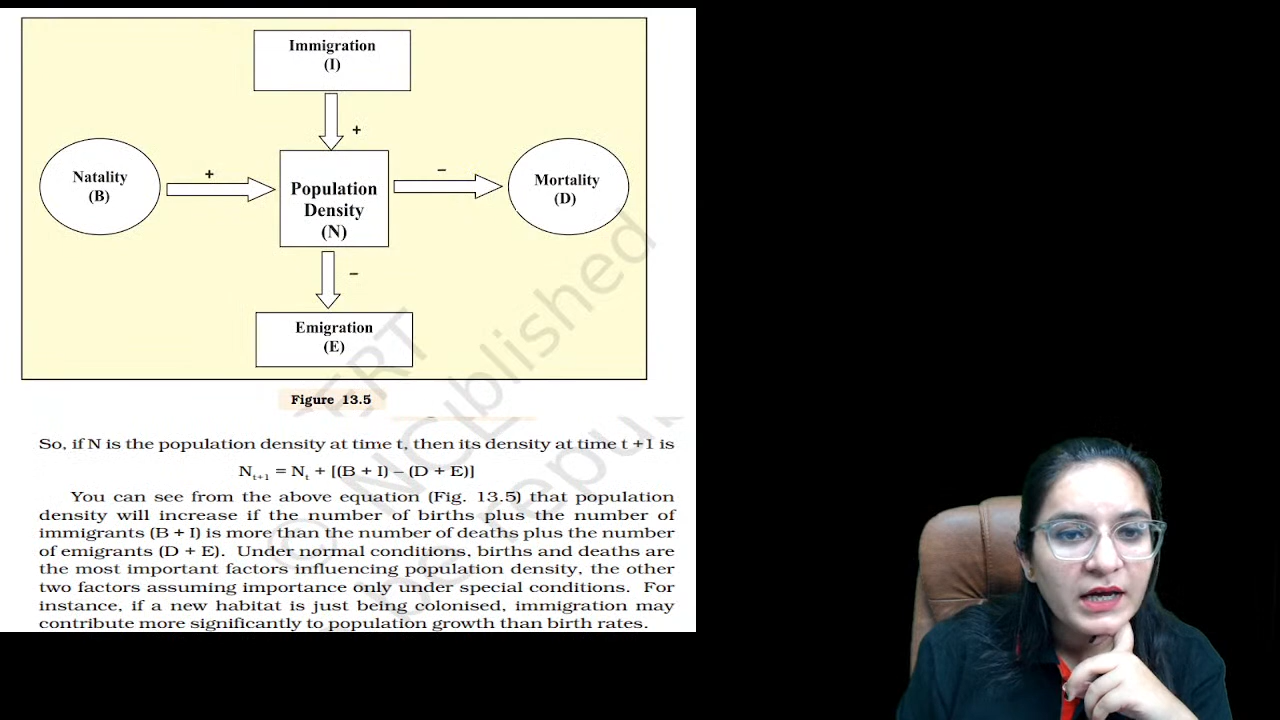 Immigration
(I)
+
Natality
(B)
+
Population
Density
(N)
–
Mortality
(D)
–
Emigration
(E)
Figure 13.5
So, if N is the population density at time t, then its density at time t +1 is
Nt+1 = Nt + [(B + I) – (D + E)]
You can see from the above equation (Fig. 13.5) that population
density will increase if the number of births plus the number of
immigrants (B + I) is more than the number of deaths plus the number
of emigrants (D + E). Under normal conditions, births and deaths are
the most important factors influencing population density, the other
two factors assuming importance only under special conditions. For
instance, if a new habitat is just being colonised, immigration may
contribute more significantly to population growth than birth rates.